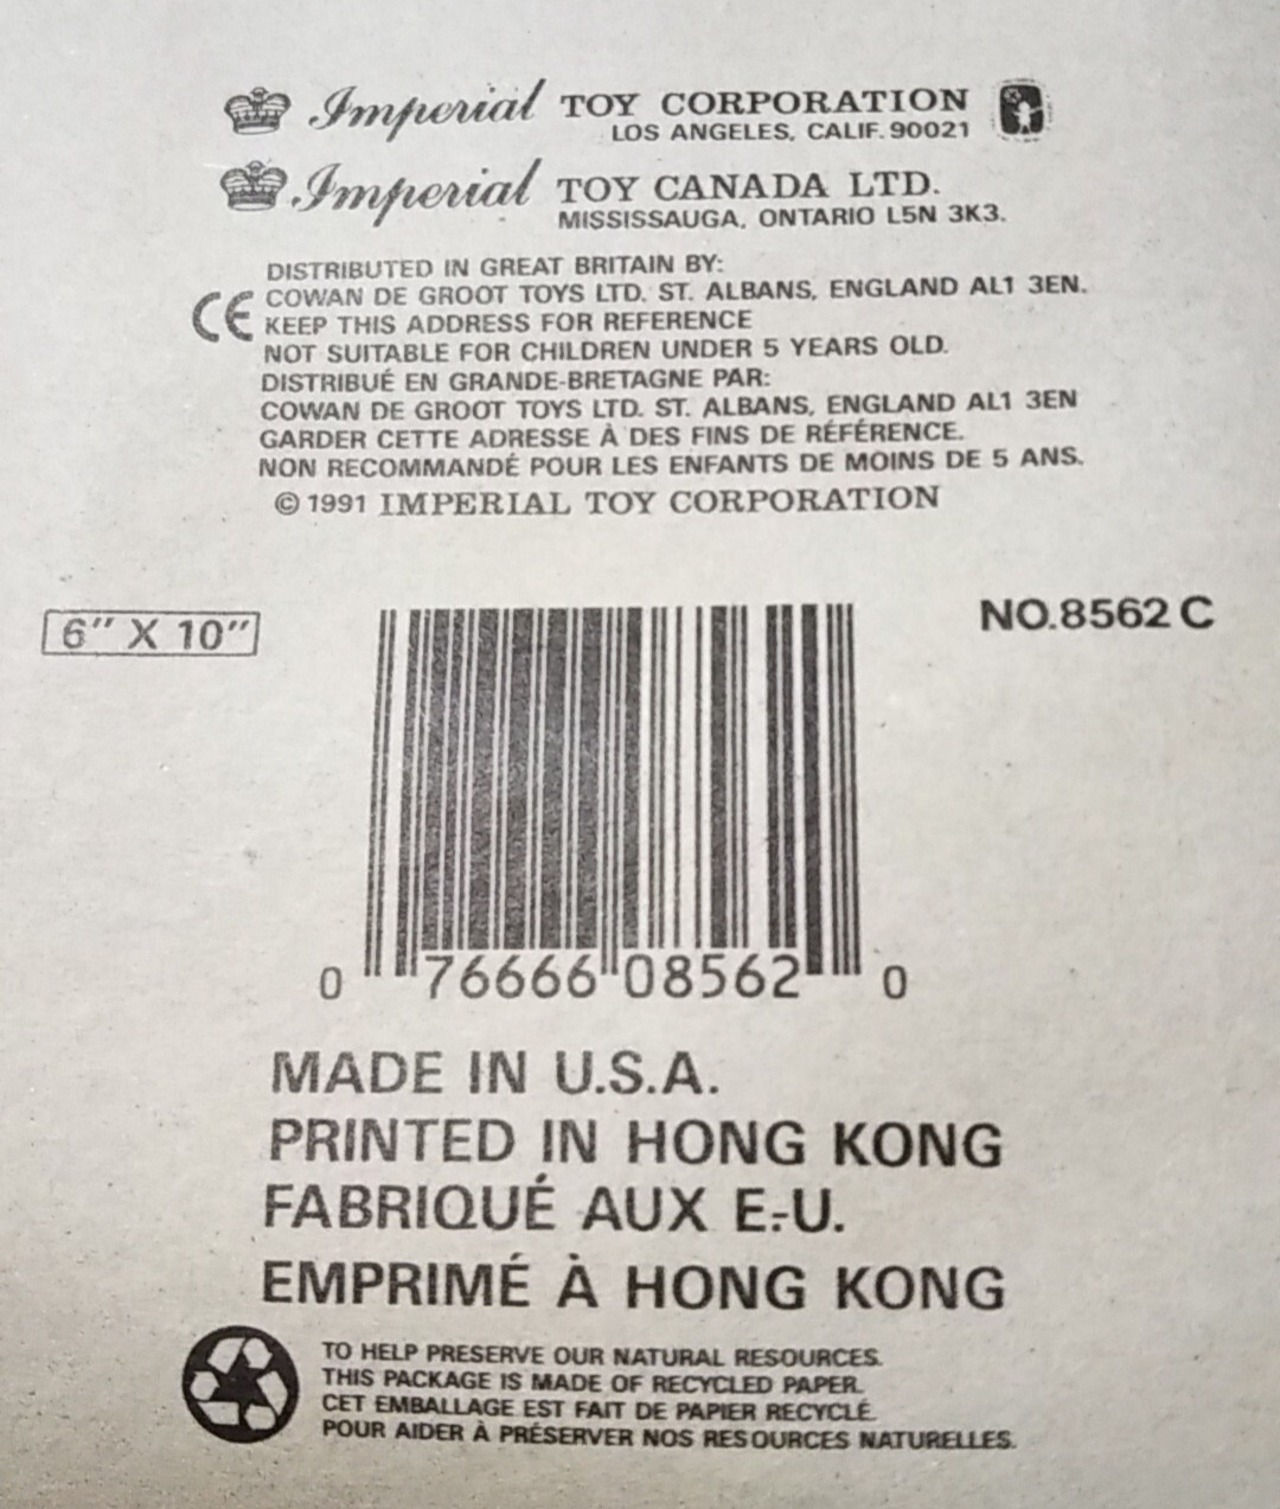 Imperial TOY CORPORATION
LOS ANGELES, CALIF. 90021
Imperial TOY CANADA LTD.
MISSISSAUGA, ONTARIO L5N 3K3.
DISTRIBUTED IN GREAT BRITAIN BY:
CE COWAN DE GROOT TOYS LTD. ST. ALBANS, ENGLAND AL1 3EN.
KEEP THIS ADDRESS FOR REFERENCE
NOT SUITABLE FOR CHILDREN UNDER 5 YEARS OLD.
DISTRIBUÉ EN GRANDE-BRETAGNE PAR:
COWAN DE GROOT TOYS LTD. ST. ALBANS, ENGLAND AL1 3EN
GARDER CETTE ADRESSE À DES FINS DE RÉFÉRENCE.
NON RECOMMANDÉ POUR LES ENFANTS DE MOINS DE 5 ANS.
© 1991 IMPERIAL TOY CORPORATION
6" X 10"
NO.8562 C
0 76666 08562 0
MADE IN U.S.A.
PRINTED IN HONG KONG
FABRIQUÉ AUX E.-U.
EMPRIMÉ À HONG KONG
TO HELP PRESERVE OUR NATURAL RESOURCES.
THIS PACKAGE IS MADE OF RECYCLED PAPER.
CET EMBALLAGE EST FAIT DE PAPIER RECYCLÉ.
POUR AIDER À PRÉSERVER NOS RESOURCES NATURELLES.